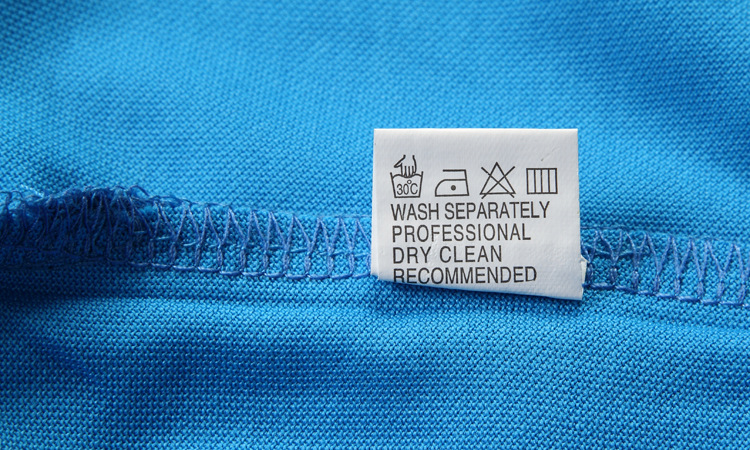 30°C
WASH SEPARATELY
PROFESSIONAL
DRY CLEAN
RECOMMENDED